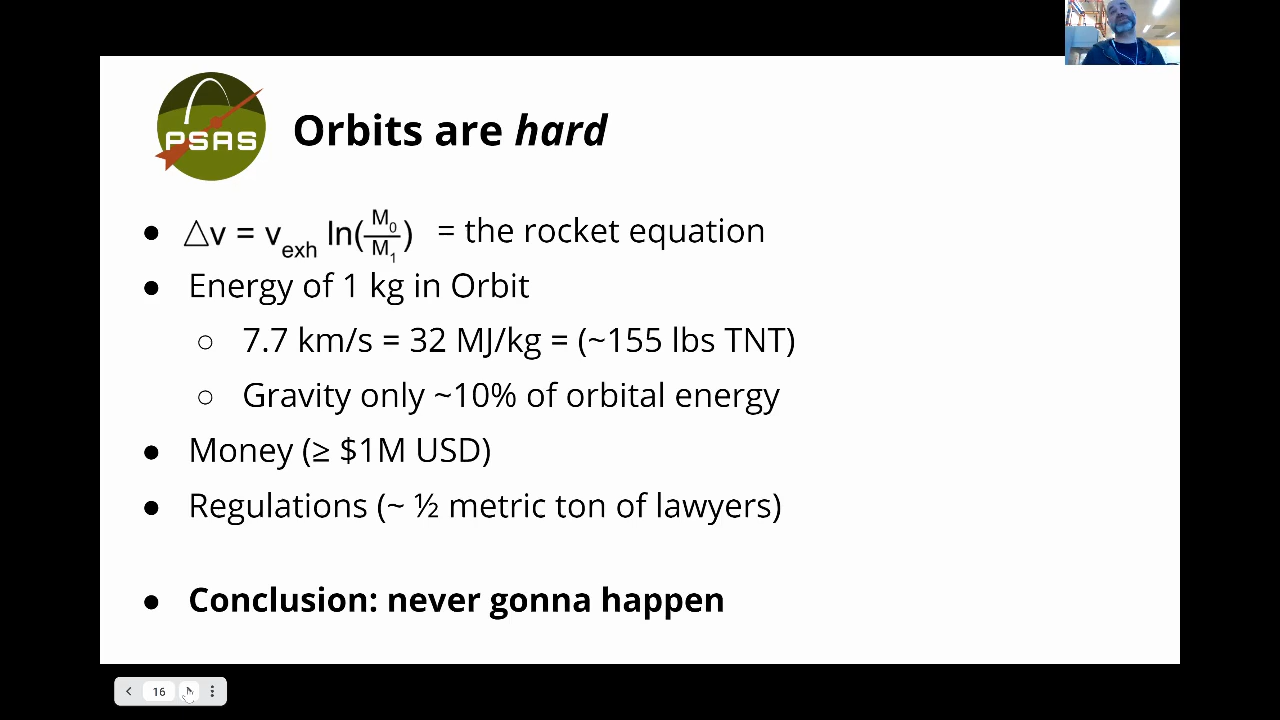 PSAS
Orbits are hard
● △v = vexh ln(M0/M1) = the rocket equation
● Energy of 1 kg in Orbit
○ 7.7 km/s = 32 MJ/kg = (~155 lbs TNT)
○ Gravity only ~10% of orbital energy
● Money (≥ $1M USD)
● Regulations (~ ½ metric ton of lawyers)
● Conclusion: never gonna happen
16